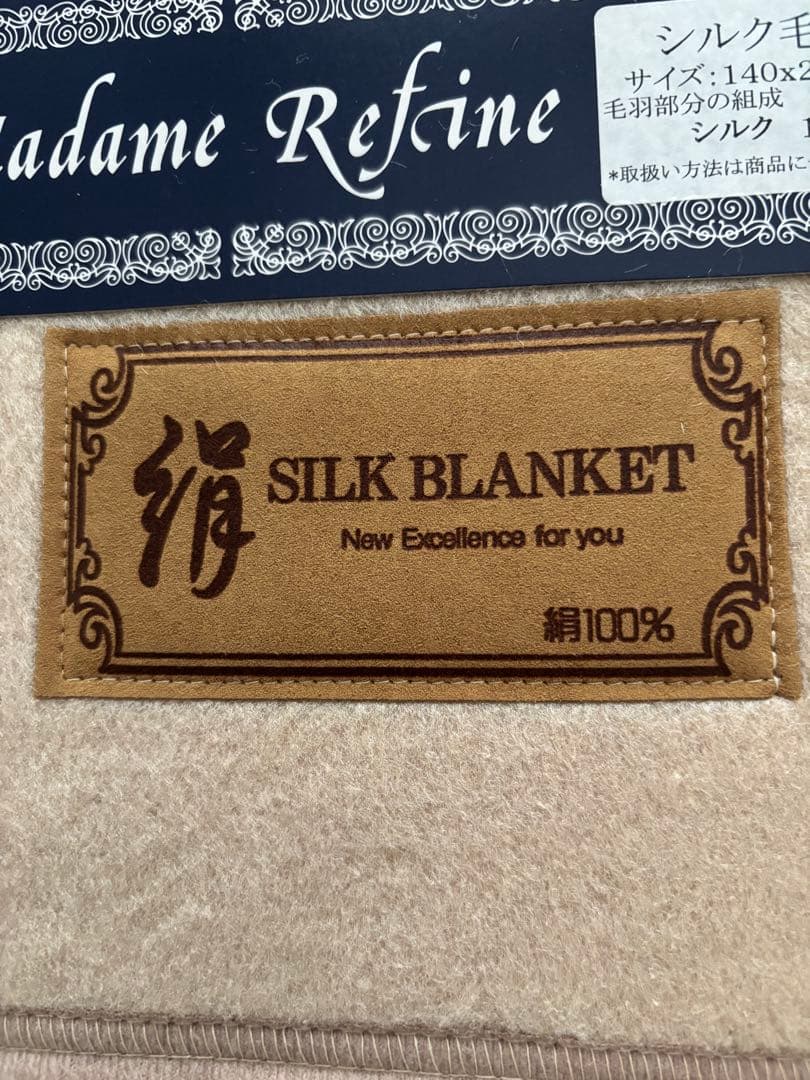 Madame Refine
シルク毛
サイズ:140x2
毛羽部分の組成
シルク 1
*取扱い方法は商品に
絹
SILK BLANKET
New Excellence for you
絹100%